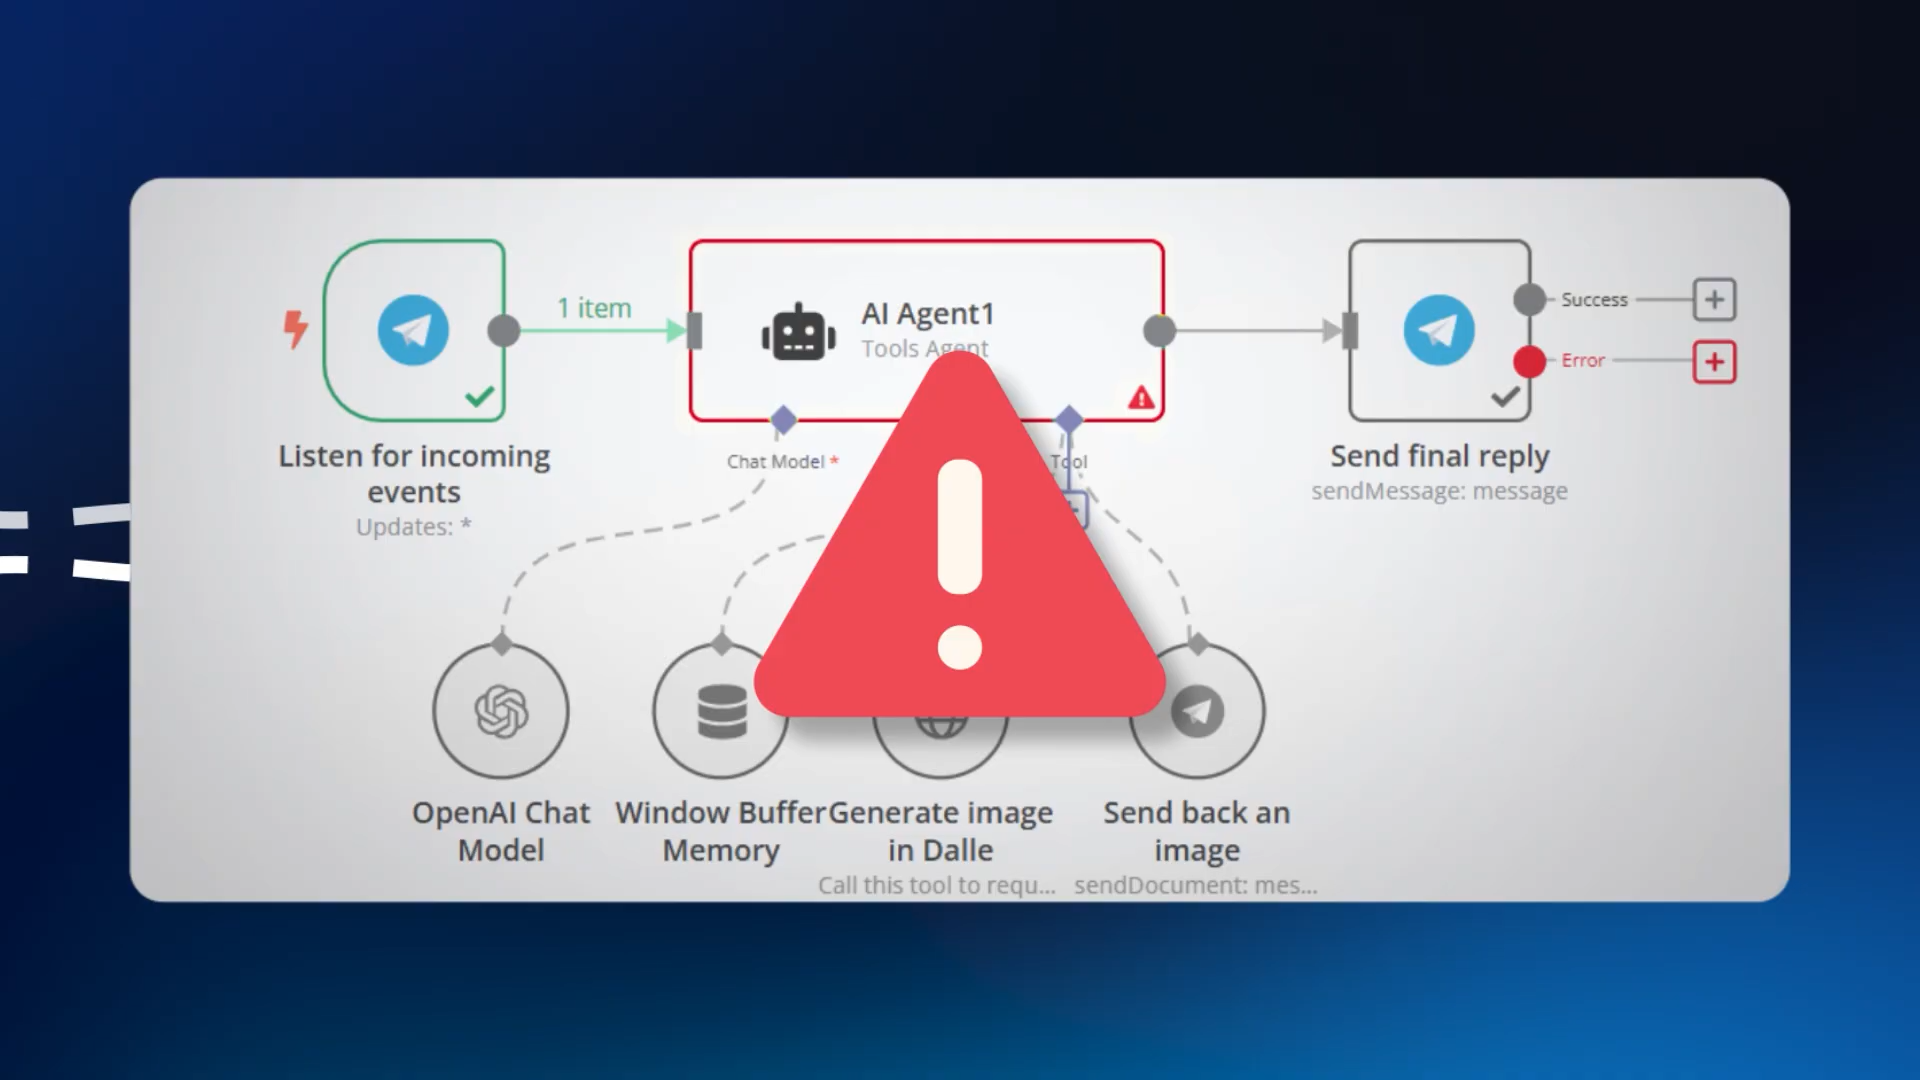 1 item
AI Agent1
Tools Agent
Success
Error
Chat Model *
Tool
Listen for incoming
events
Updates: *
Send final reply
sendMessage: message
OpenAI Chat
Model
Window Buffer
Memory
Generate image
in Dalle
Call this tool to requ...
Send back an
image
sendDocument: mes...